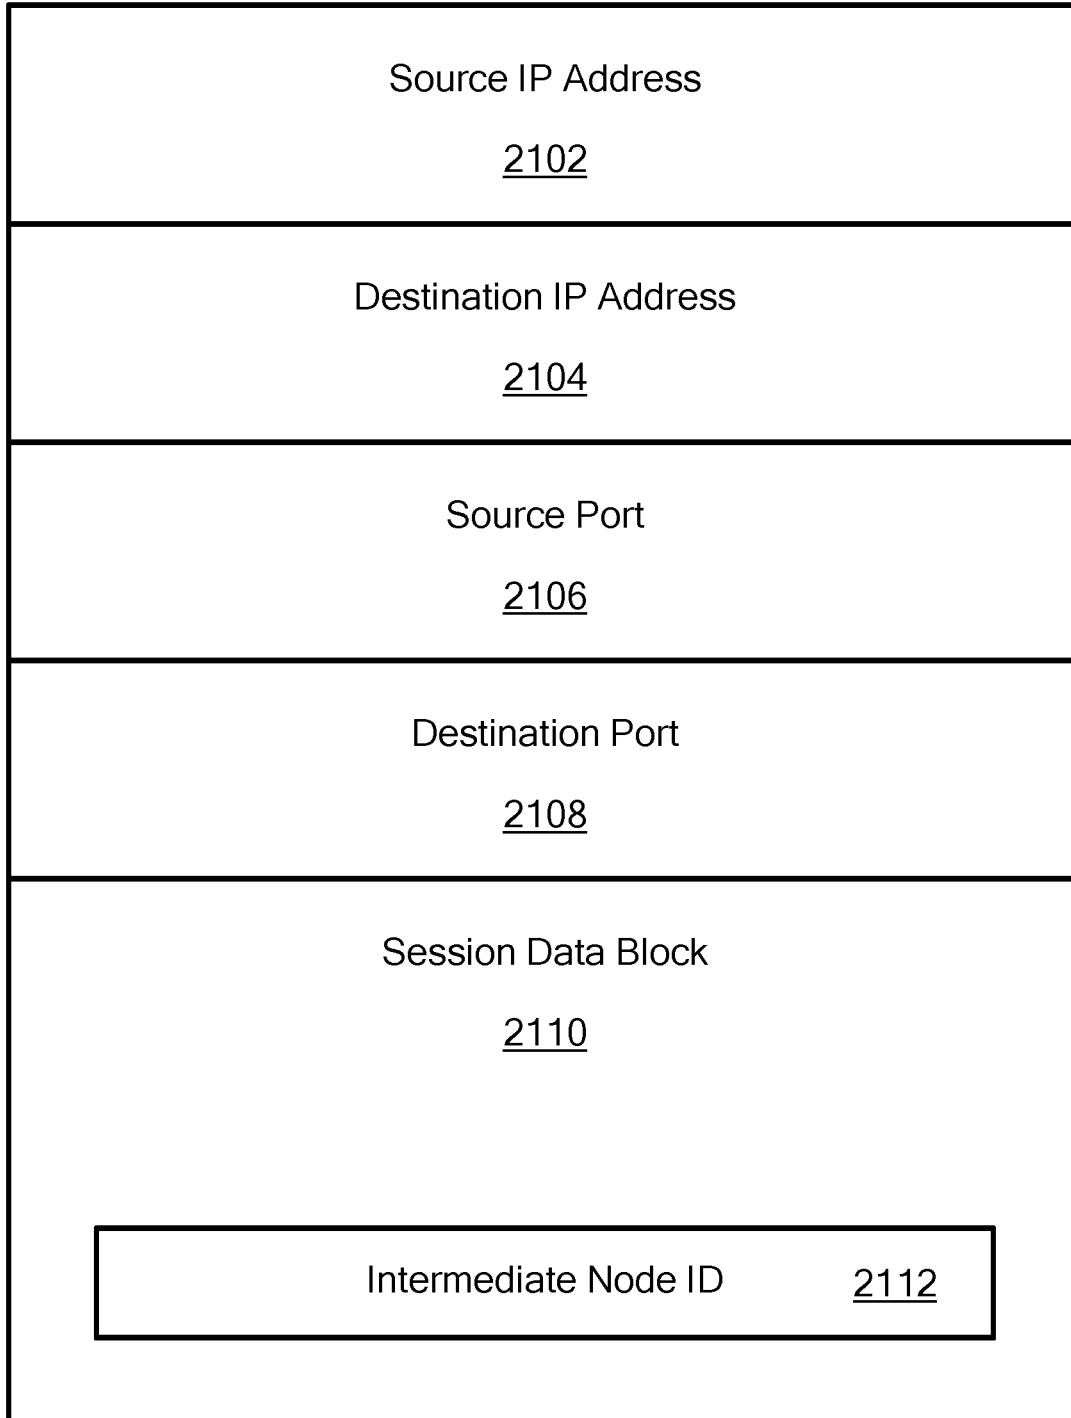 Source IP Address
2102
Destination IP Address
2104
Source Port
2106
Destination Port
2108
Session Data Block
2110
Intermediate Node ID 2112